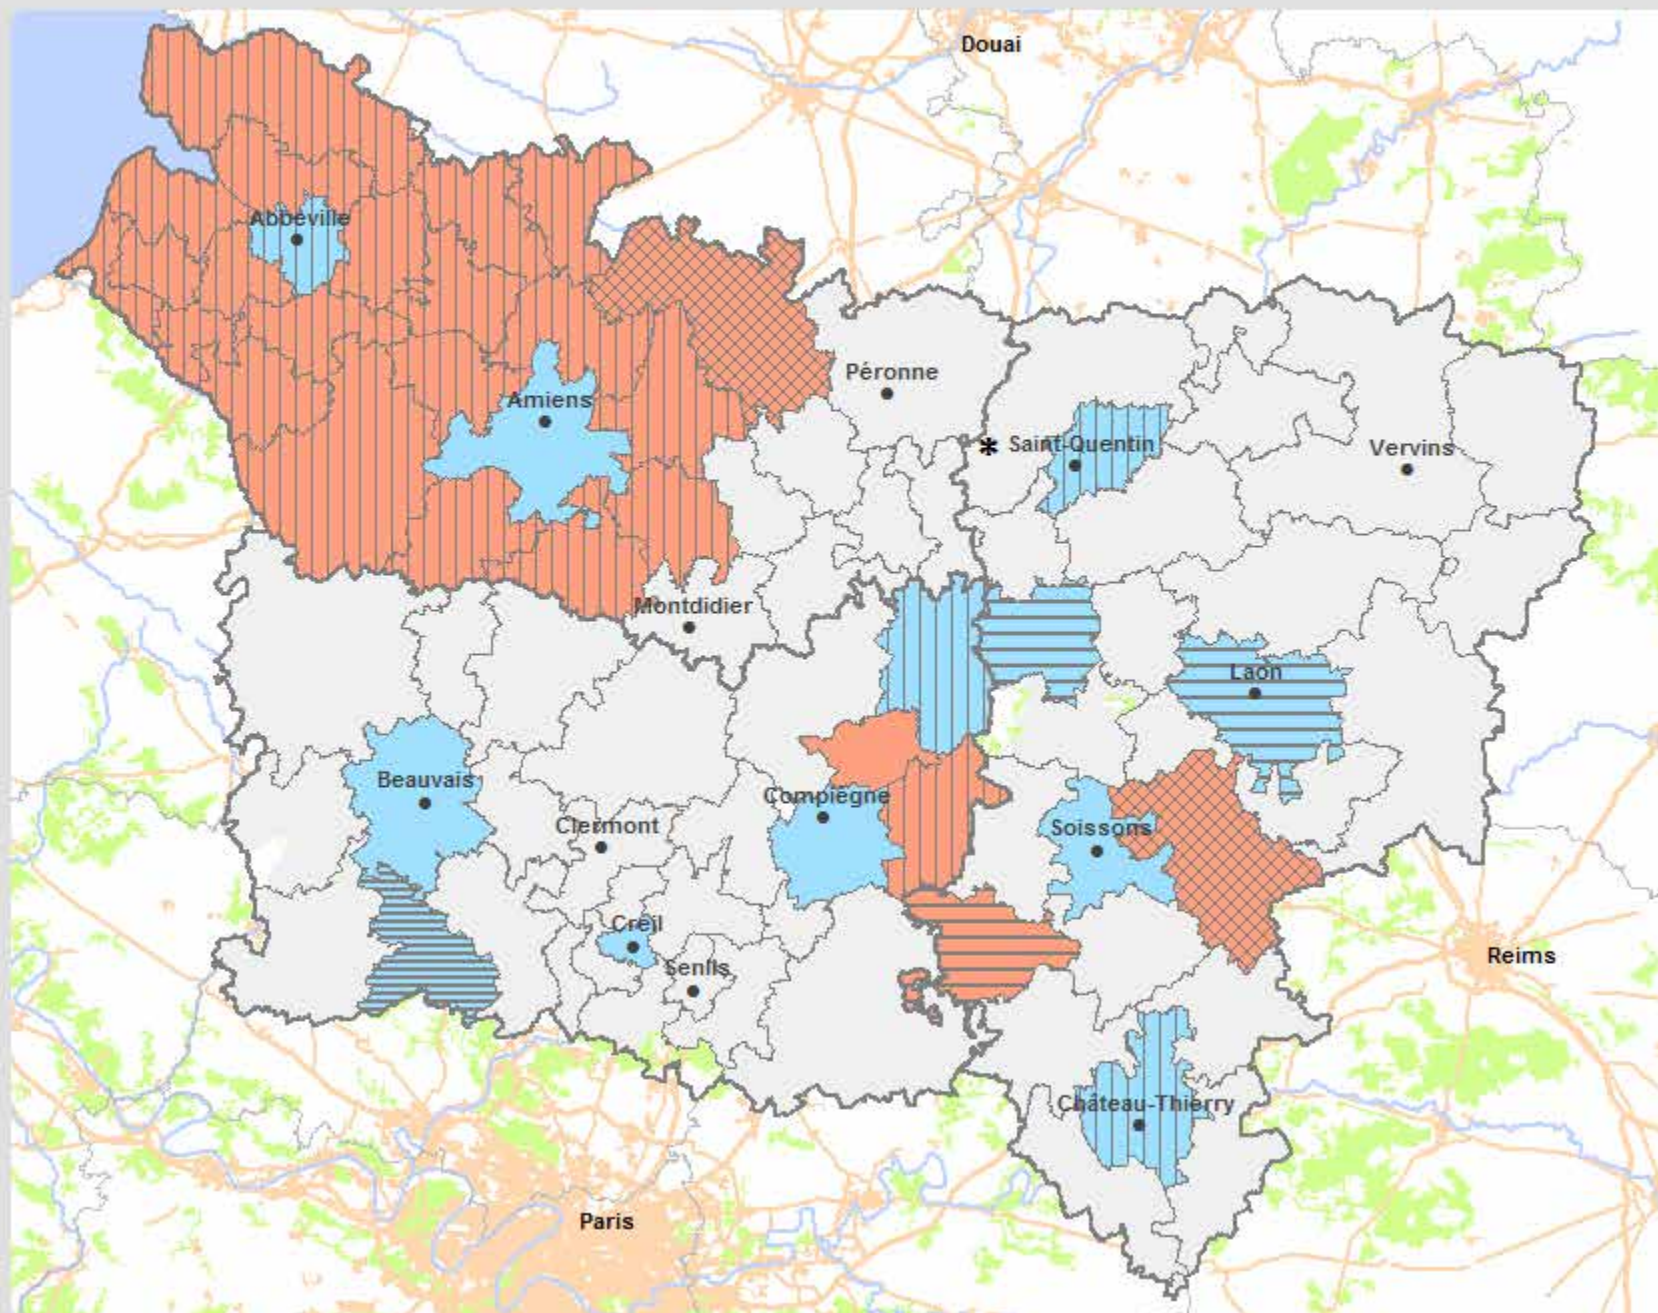 Douai
Abbeville
Péronne
Amiens
* Saint-Quentin
Vervins
Montdidier
Laon
Beauvais
Compiègne
Clermont
Soissons
Creil
Reims
Senlis
Château-Thierry
Paris